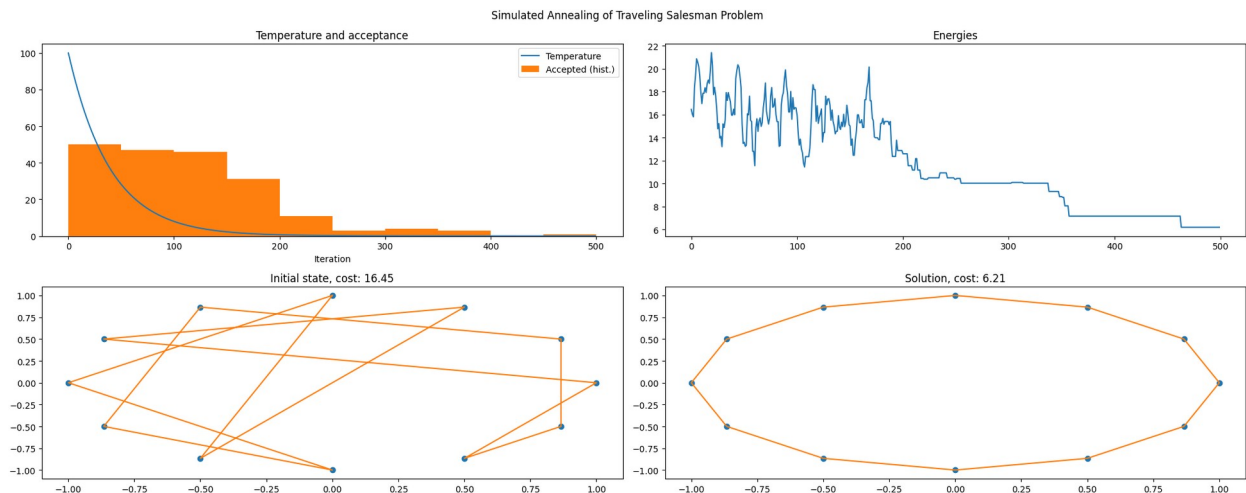 Simulated Annealing of Traveling Salesman Problem
Temperature and acceptance
100
80
60
40
20
0
Temperature
Accepted (hist.)
0 100 200 300 400 500
Iteration
Energies
22
20
18
16
14
12
10
8
6
0 100 200 300 400 500
Initial state, cost: 16.45
1.00
0.75
0.50
0.25
0.00
−0.25
−0.50
−0.75
−1.00
−1.00 −0.75 −0.50 −0.25 0.00 0.25 0.50 0.75 1.00
Solution, cost: 6.21
1.00
0.75
0.50
0.25
0.00
−0.25
−0.50
−0.75
−1.00
−1.00 −0.75 −0.50 −0.25 0.00 0.25 0.50 0.75 1.00